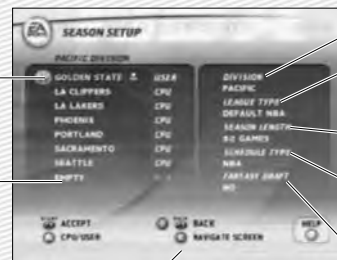 EA SEASON SETUP
PACIFIC DIVISION
GOLDEN STATE USER
LA CLIPPERS CPU
LA LAKERS CPU
PHOENIX CPU
PORTLAND CPU
SACRAMENTO CPU
SEATTLE CPU
EMPTY
DIVISION
PACIFIC
LEAGUE TYPE
DEFAULT NBA
SEASON LENGTH
82 GAMES
SCHEDULE TYPE
NBA
FANTASY DRAFT
NO
ACCEPT
BACK
HELP
CPU/USER
NAVIGATE SCREEN